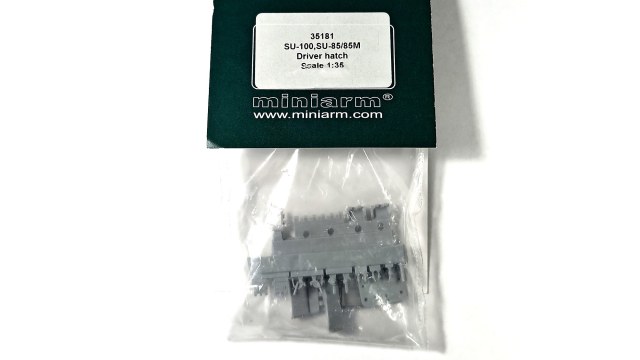 35181
SU-100,SU-85/85M
Driver hatch
Scale 1:35
miniarm®
www.miniarm.com